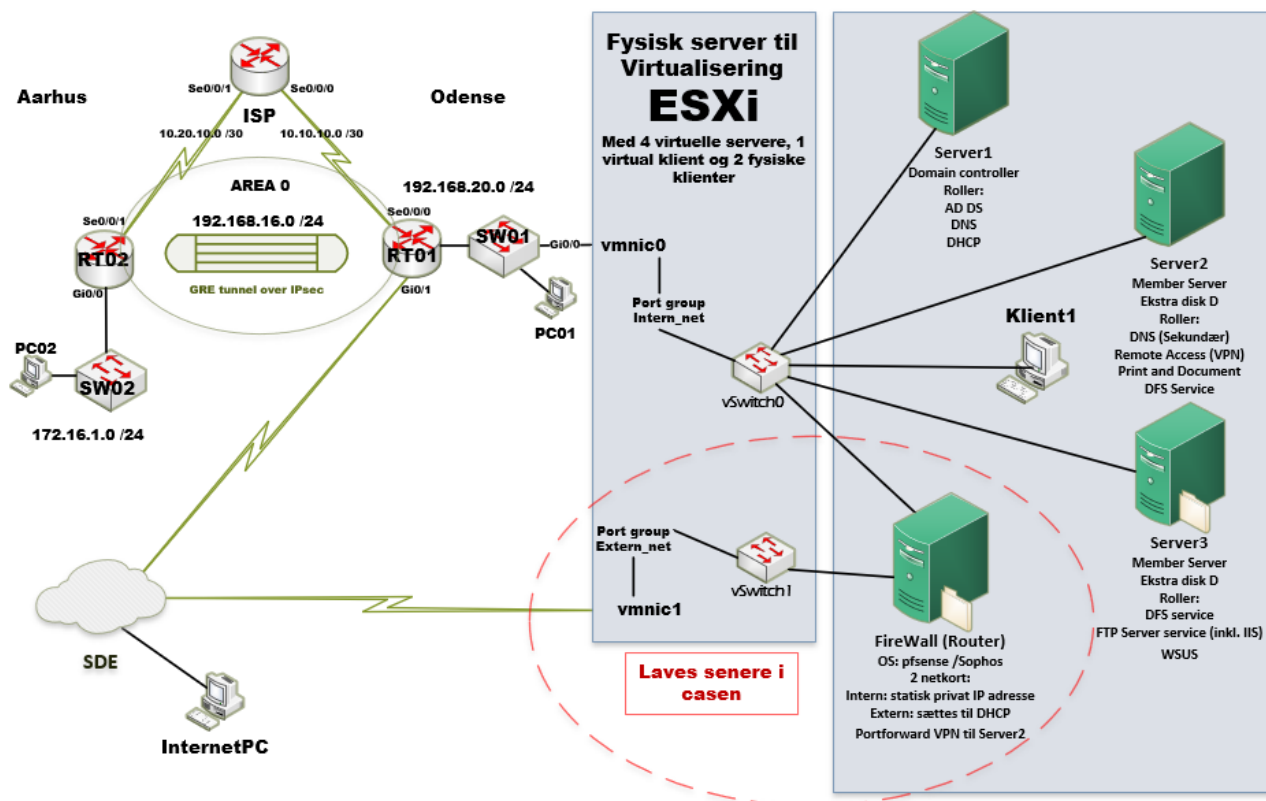 Aarhus
Odense
ISP
Se0/0/1
Se0/0/0
10.20.10.0 /30
10.10.10.0 /30
AREA 0
192.168.16.0 /24
192.168.20.0 /24
Se0/0/1
Se0/0/0
RT02
RT01
SW01
Gi0/0
Gi0/0
Gi0/1
GRE tunnel over IPsec
PC01
PC02
SW02
172.16.1.0 /24
SDE
InternetPC
Fysisk server til
Virtualisering
ESXi
Med 4 virtuelle servere, 1
virtual klient og 2 fysiske
klienter
vmnic0
Port group
Intern_net
vSwitch0
Port group
Extern_net
vmnic1
vSwitch1
Laves senere i
casen
Server1
Domain controller
Roller:
AD DS
DNS
DHCP
Server2
Member Server
Ekstra disk D
Roller:
DNS (Sekundær)
Remote Access (VPN)
Print and Document
DFS Service
Klient1
Server3
Member Server
Ekstra disk D
Roller:
DFS service
FTP Server service (inkl. IIS)
WSUS
FireWall (Router)
OS: pfsense /Sophos
2 netkort:
Intern: statisk privat IP adresse
Extern: sættes til DHCP
Portforward VPN til Server2